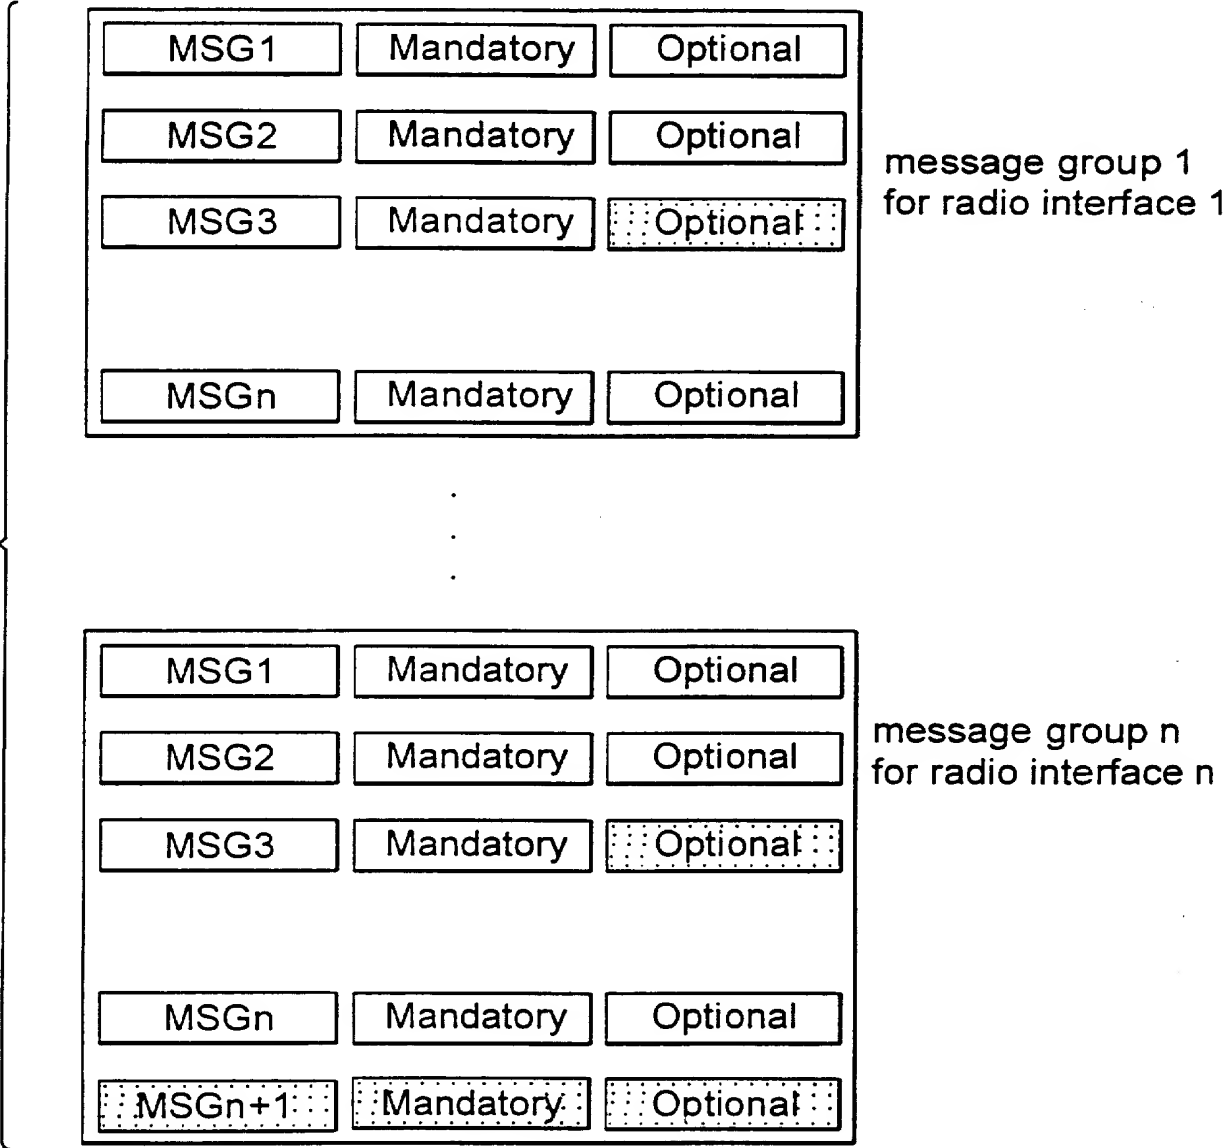 MSG1 Mandatory Optional
MSG2 Mandatory Optional
message group 1
for radio interface 1
MSG3 Mandatory Optional
MSGn Mandatory Optional
MSG1 Mandatory Optional
message group n
for radio interface n
MSG2 Mandatory Optional
MSG3 Mandatory Optional
MSGn Mandatory Optional
MSGn+1 Mandatory Optional